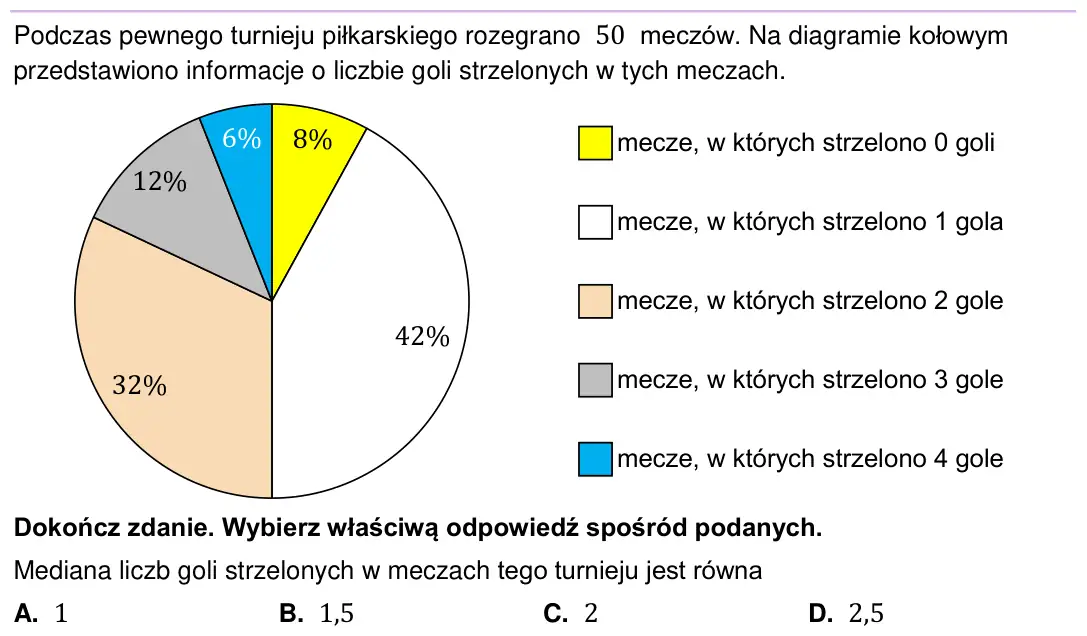 Podczas pewnego turnieju piłkarskiego rozegrano 50 meczów. Na diagramie kołowym
przedstawiono informacje o liczbie goli strzelonych w tych meczach.
6%
8%
12%
42%
32%
mecze, w których strzelono 0 goli
mecze, w których strzelono 1 gola
mecze, w których strzelono 2 gole
mecze, w których strzelono 3 gole
mecze, w których strzelono 4 gole
Dokończ zdanie. Wybierz właściwą odpowiedź spośród podanych.
Mediana liczb goli strzelonych w meczach tego turnieju jest równa
A. 1 B. 1,5 C. 2 D. 2,5